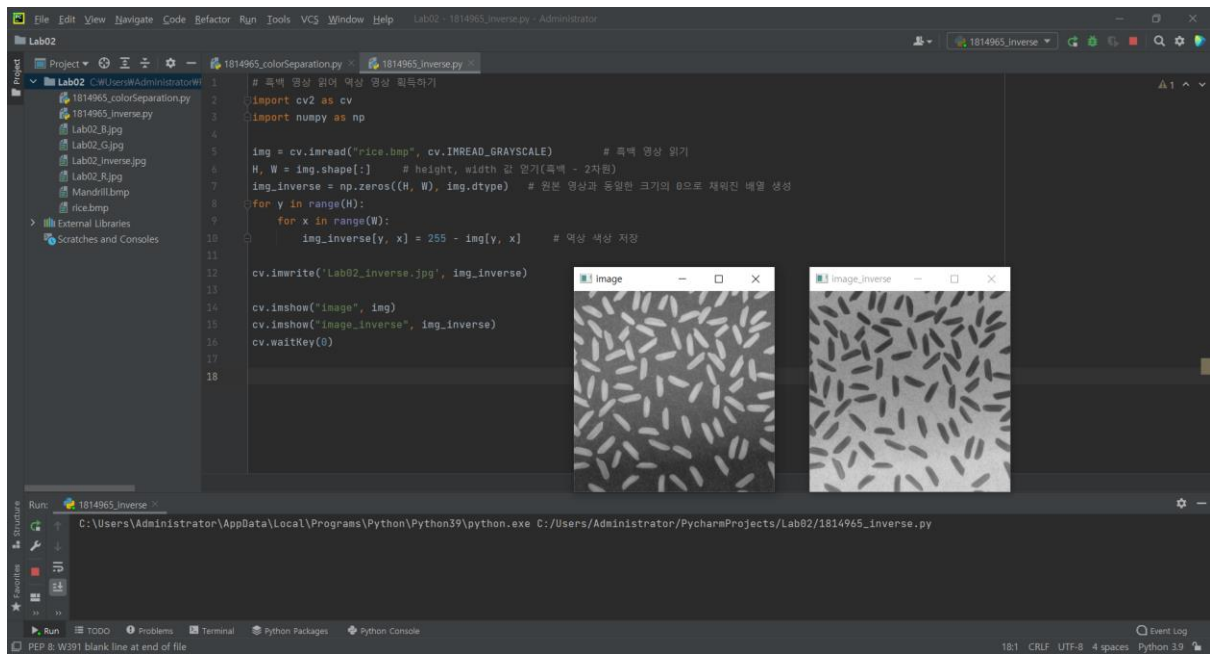 File Edit View Navigate Code Refactor Run Tools VCS Window Help Lab02 - 1814965_inverse.py - Administrator
Lab02
1814965_inverse
Project
1814965_colorSeparation.py
1814965_inverse.py
Project
Lab02 C:\Users\Administrator\
1814965_colorSeparation.py
1814965_inverse.py
Lab02_B.jpg
Lab02_G.jpg
Lab02_inverse.jpg
Lab02_R.jpg
Mandrill.bmp
rice.bmp
External Libraries
Scratches and Consoles
1 # 흑백 영상 읽어 역상 영상 획득하기
2 import cv2 as cv
3 import numpy as np
4
5 img = cv.imread("rice.bmp", cv.IMREAD_GRAYSCALE) # 흑백 영상 읽기
6 H, W = img.shape[:] # height, width 값 얻기(흑백 - 2차원)
7 img_inverse = np.zeros((H, W), img.dtype) # 원본 영상과 동일한 크기의 0으로 채워진 배열 생성
8 for y in range(H):
9 for x in range(W):
10 img_inverse[y, x] = 255 - img[y, x] # 역상 색상 저장
11
12 cv.imwrite('Lab02_inverse.jpg', img_inverse)
13
14 cv.imshow("image", img)
15 cv.imshow("image_inverse", img_inverse)
16 cv.waitKey(0)
17
18
1
image
image_inverse
Run: 1814965_inverse
C:\Users\Administrator\AppData\Local\Programs\Python\Python39\python.exe C:/Users/Administrator/PycharmProjects/Lab02/1814965_inverse.py
Structure
Favorites
Run TODO Problems Terminal Python Packages Python Console Event Log
PEP 8: W391 blank line at end of file 18:1 CRLF UTF-8 4 spaces Python 3.9